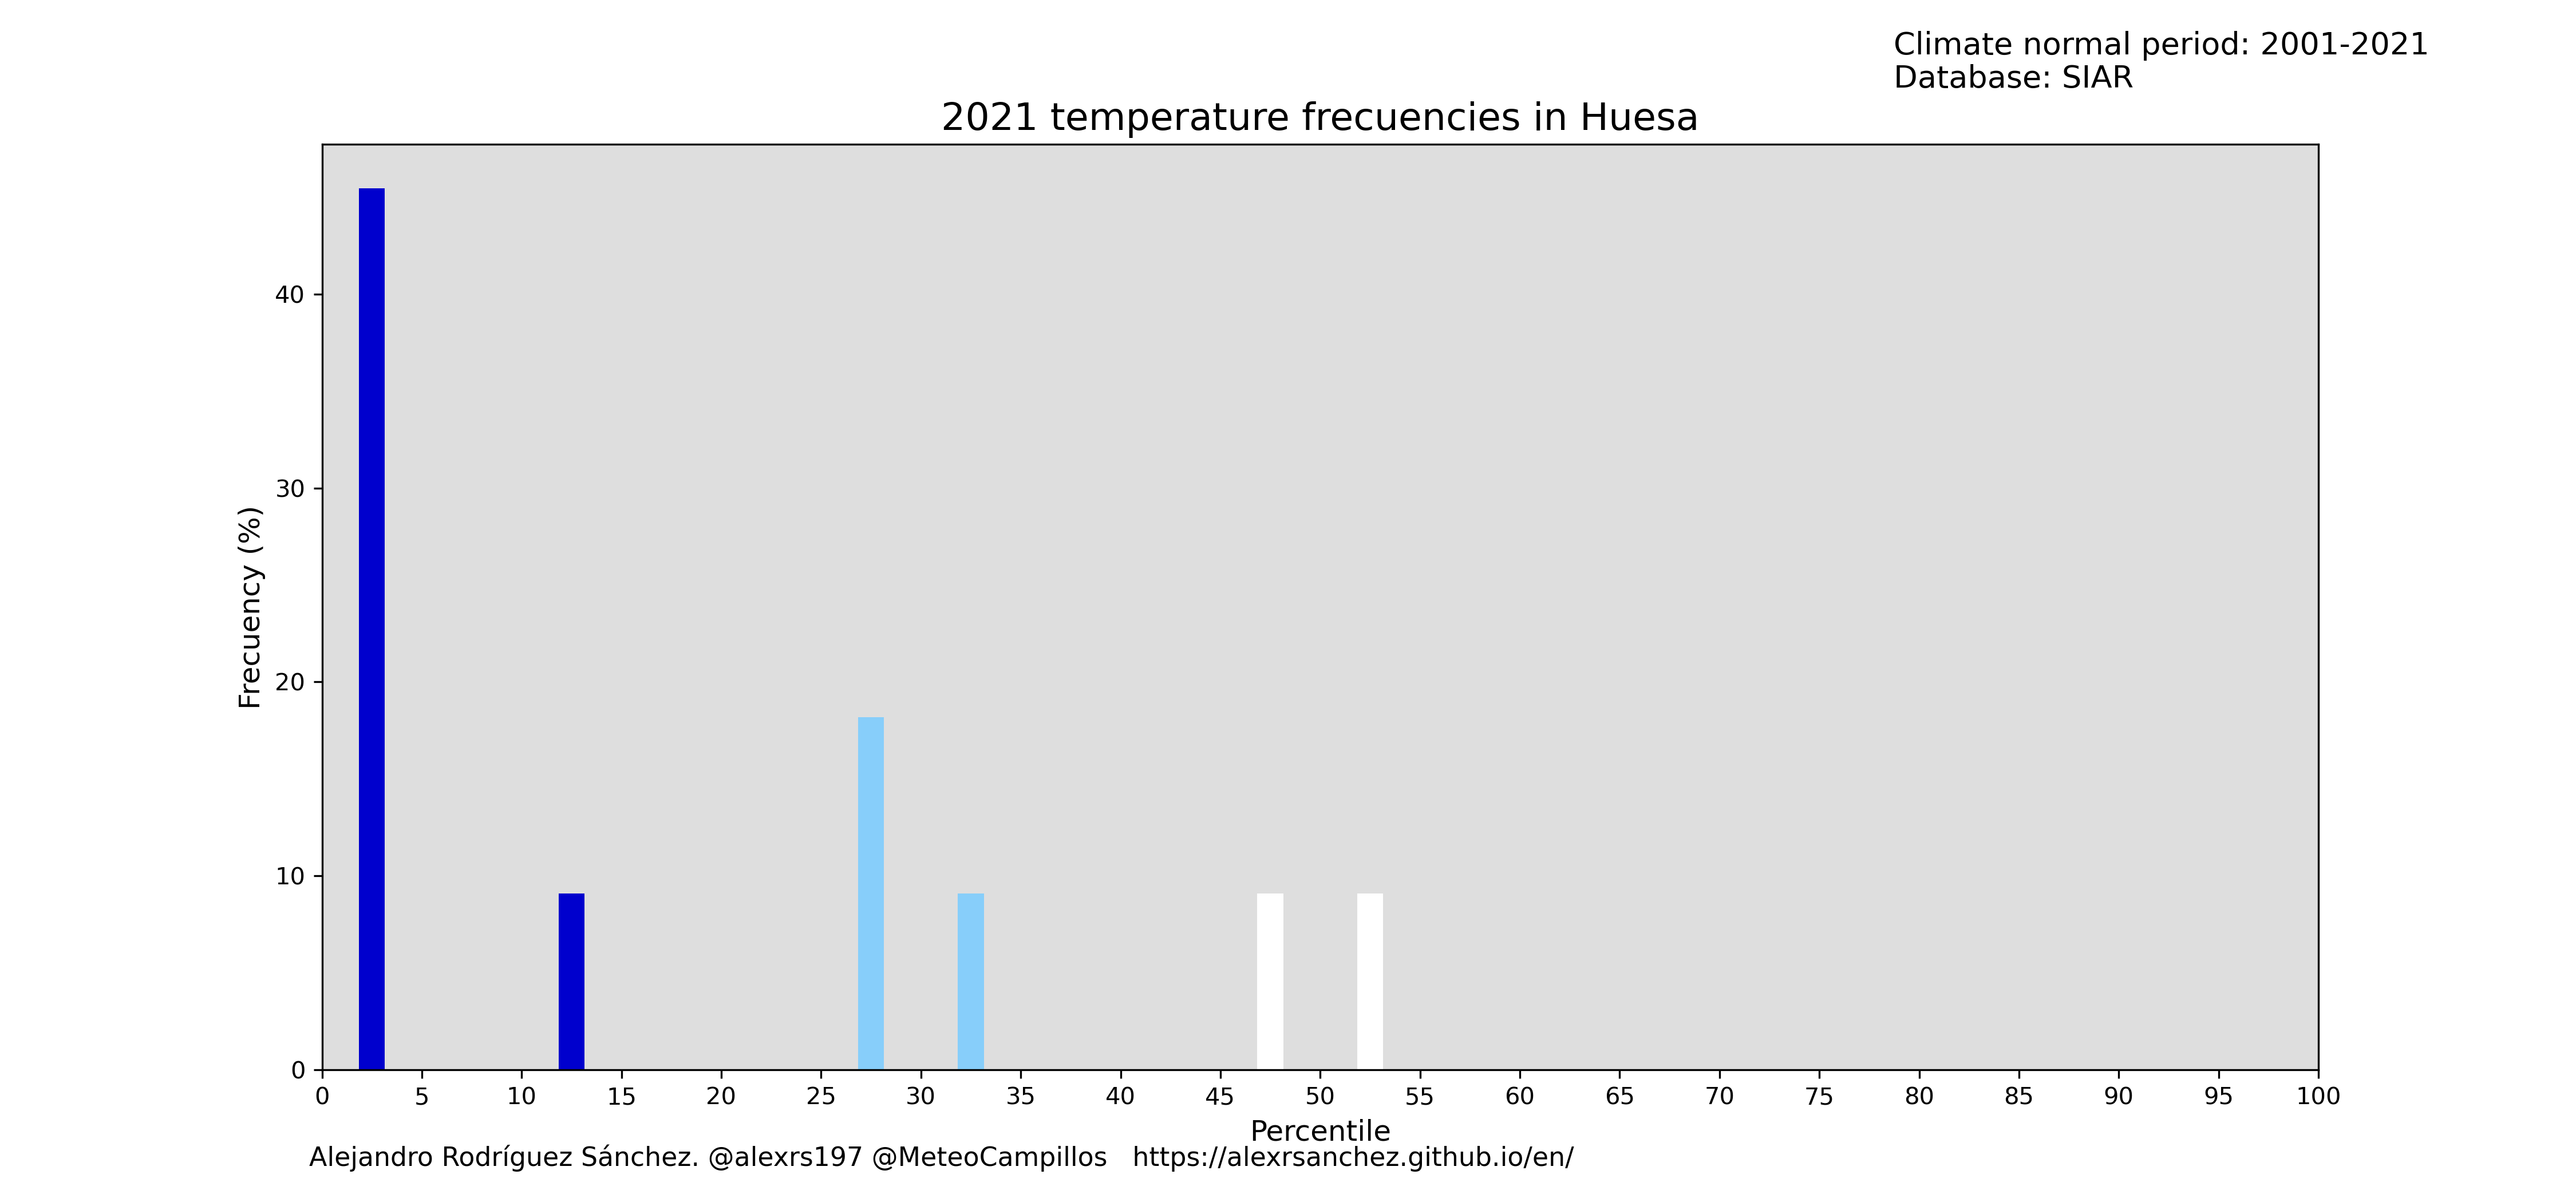 Climate normal period: 2001-2021
Database: SIAR
2021 temperature frecuencies in Huesa
Frecuency (%)
40
30
20
10
0
0 5 10 15 20 25 30 35 40 45 50 55 60 65 70 75 80 85 90 95 100
Percentile
Alejandro Rodríguez Sánchez. @alexrs197 @MeteoCampillos https://alexrsanchez.github.io/en/